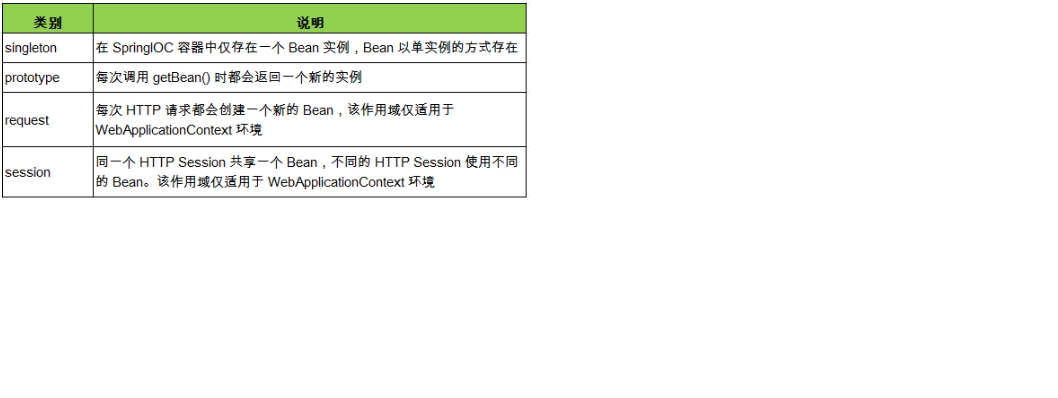 类别 说明
singleton 在 SpringIOC 容器中仅存在一个 Bean 实例，Bean 以单实例的方式存在
prototype 每次调用 getBean() 时都会返回一个新的实例
request 每次 HTTP 请求都会创建一个新的 Bean，该作用域仅适用于
WebApplicationContext 环境
session 同一个 HTTP Session 共享一个 Bean，不同的 HTTP Session 使用不同
的 Bean。该作用域仅适用于 WebApplicationContext 环境